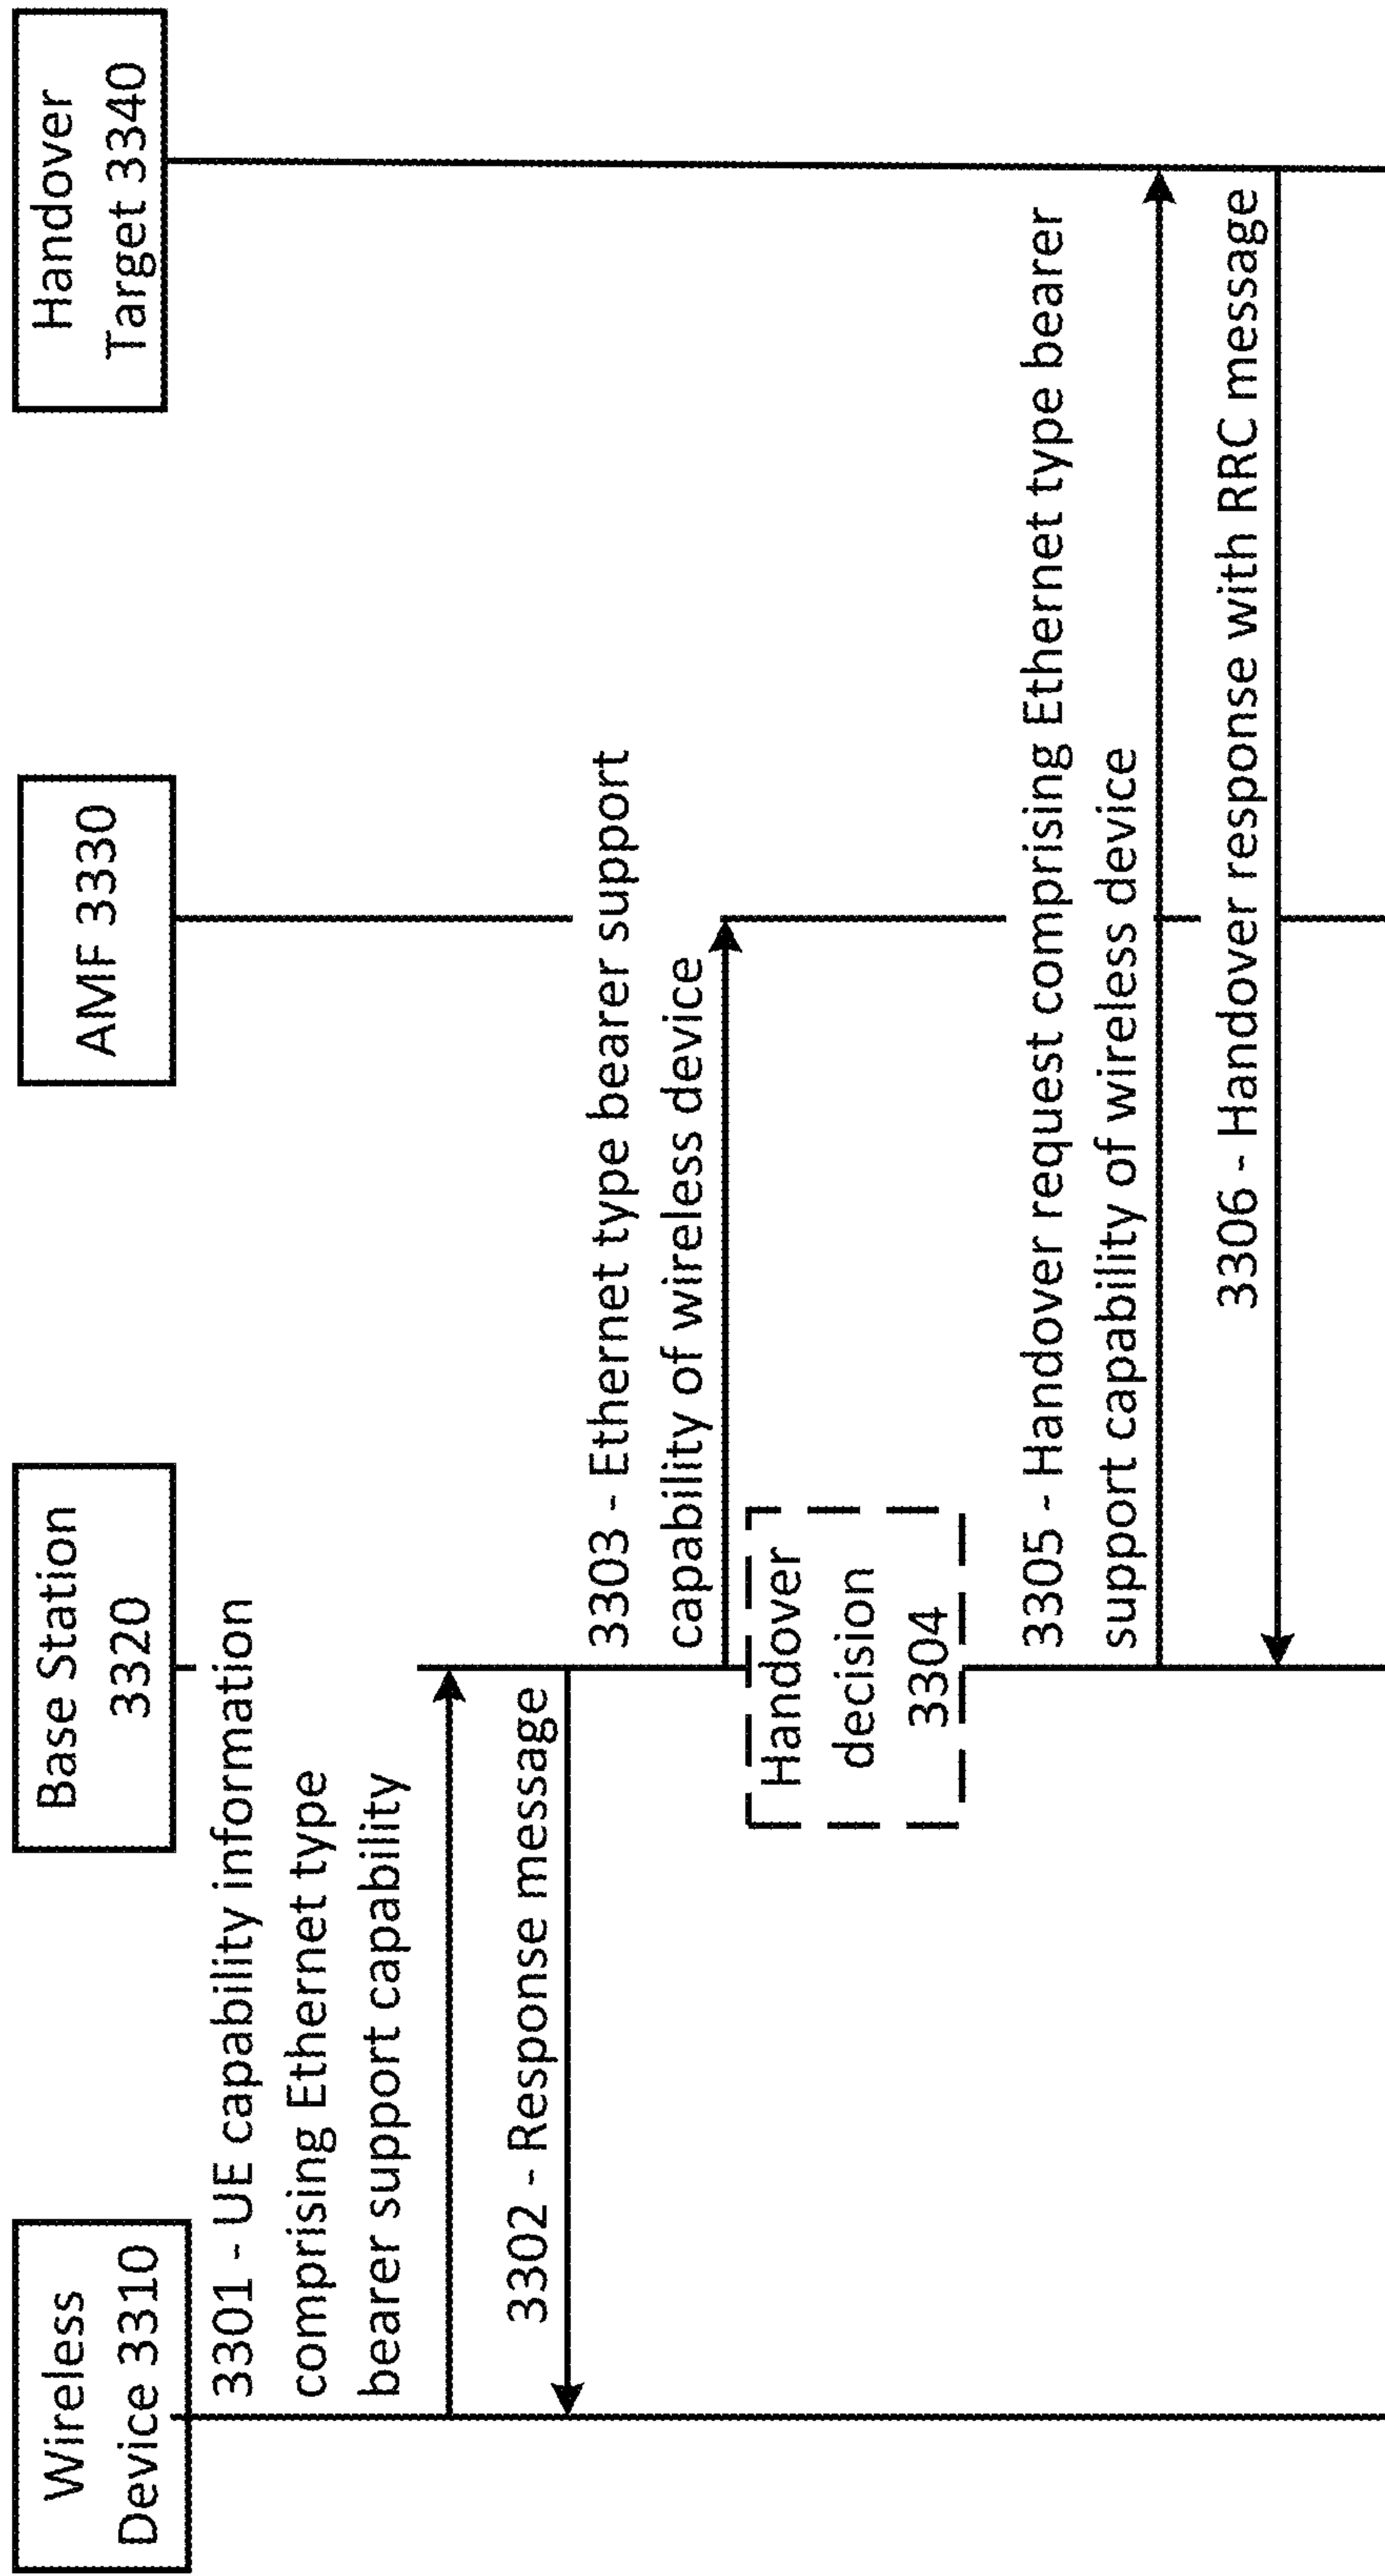 Wireless
Device 3310
Base Station
3320
AMF 3330
Handover
Target 3340
3301 - UE capability information
comprising Ethernet type
bearer support capability
3302 - Response message
3303 - Ethernet type bearer support
capability of wireless device
Handover
decision
3304
3305 - Handover request comprising Ethernet type bearer
support capability of wireless device
3306 - Handover response with RRC message